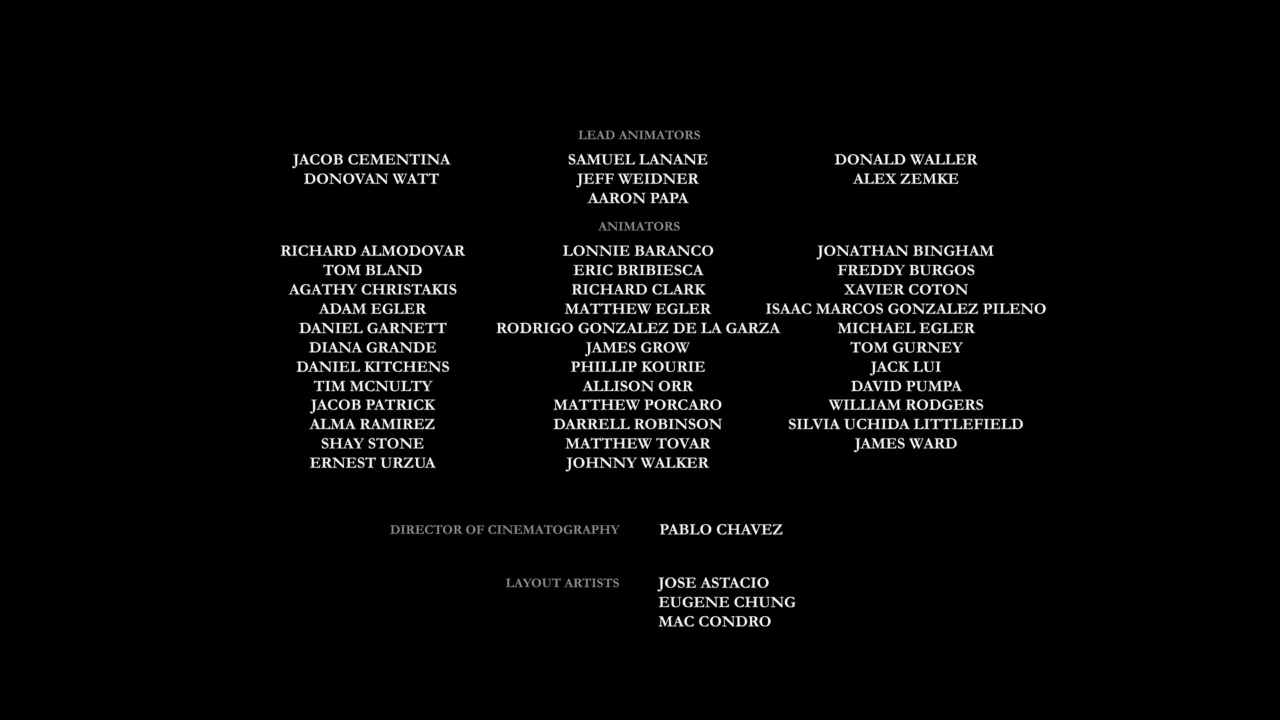 LEAD ANIMATORS
JACOB CEMENTINA SAMUEL LANANE DONALD WALLER
DONOVAN WATT JEFF WEIDNER ALEX ZEMKE
AARON PAPA
ANIMATORS
RICHARD ALMODOVAR LONNIE BARANCO JONATHAN BINGHAM
TOM BLAND ERIC BRIBIESCA FREDDY BURGOS
AGATHY CHRISTAKIS RICHARD CLARK XAVIER COTON
ADAM EGLER MATTHEW EGLER ISAAC MARCOS GONZALEZ PILENO
DANIEL GARNETT RODRIGO GONZALEZ DE LA GARZA MICHAEL EGLER
DIANA GRANDE JAMES GROW TOM GURNEY
DANIEL KITCHENS PHILLIP KOURIE JACK LUI
TIM MCNULTY ALLISON ORR DAVID PUMPA
JACOB PATRICK MATTHEW PORCARO WILLIAM RODGERS
ALMA RAMIREZ DARRELL ROBINSON SILVIA UCHIDA LITTLEFIELD
SHAY STONE MATTHEW TOVAR JAMES WARD
ERNEST URZUA JOHNNY WALKER
DIRECTOR OF CINEMATOGRAPHY PABLO CHAVEZ
LAYOUT ARTISTS JOSE ASTACIO
EUGENE CHUNG
MAC CONDRO